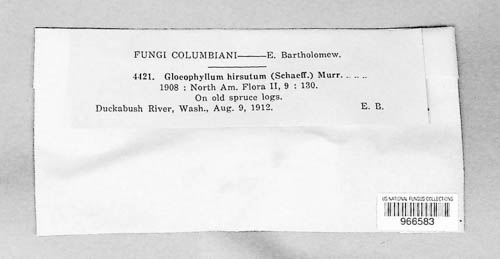 FUNGI COLUMBIANI——E. Bartholomew.
4421. Gloeophyllum hirsutum (Schaeff.) Murr. . . . .
1908 : North Am. Flora II, 9 : 130.
On old spruce logs.
Duckabush River, Wash., Aug. 9, 1912. E. B.
US NATIONAL FUNGUS COLLECTIONS
966583